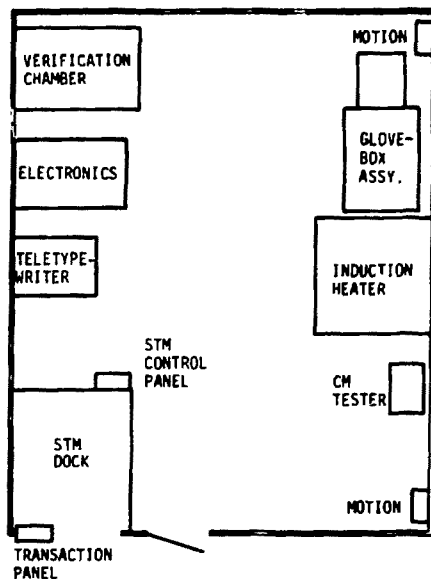 MOTION
VERIFICATION
CHAMBER
GLOVE-
BOX
ASSY.
ELECTRONICS
TELETYPE-
WRITER
INDUCTION
HEATER
STM
CONTROL
PANEL
CM
TESTER
STM
DOCK
MOTION
TRANSACTION
PANEL